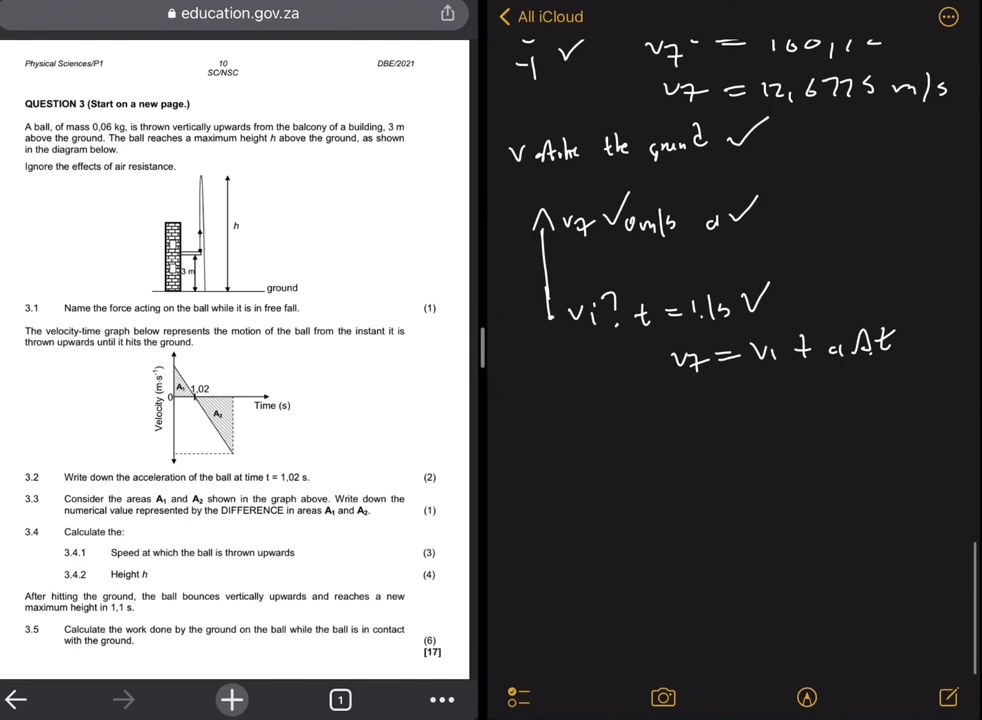 education.gov.za
All iCloud
Physical Sciences/P1
10
SC/NSC
DBE/2021
QUESTION 3 (Start on a new page.)
A ball, of mass 0,06 kg, is thrown vertically upwards from the balcony of a building, 3 m
above the ground. The ball reaches a maximum height h above the ground, as shown
in the diagram below.
Ignore the effects of air resistance.
h
3 m
ground
3.1 Name the force acting on the ball while it is in free fall. (1)
The velocity-time graph below represents the motion of the ball from the instant it is
thrown upwards until it hits the ground.
Velocity (m·s⁻¹)
A₁
1,02
0
Time (s)
A₂
3.2 Write down the acceleration of the ball at time t = 1,02 s. (2)
3.3 Consider the areas A₁ and A₂ shown in the graph above. Write down the
numerical value represented by the DIFFERENCE in areas A₁ and A₂. (1)
3.4 Calculate the:
3.4.1 Speed at which the ball is thrown upwards (3)
3.4.2 Height h (4)
After hitting the ground, the ball bounces vertically upwards and reaches a new
maximum height in 1,1 s.
3.5 Calculate the work done by the ground on the ball while the ball is in contact
with the ground. (6)
[17]
1
-1 ✓
vf = 12,6775 m/s
the ground ✓
vf ✓ 0m/s a ✓
vi? t = 1.1s ✓
vf = vi + aΔt